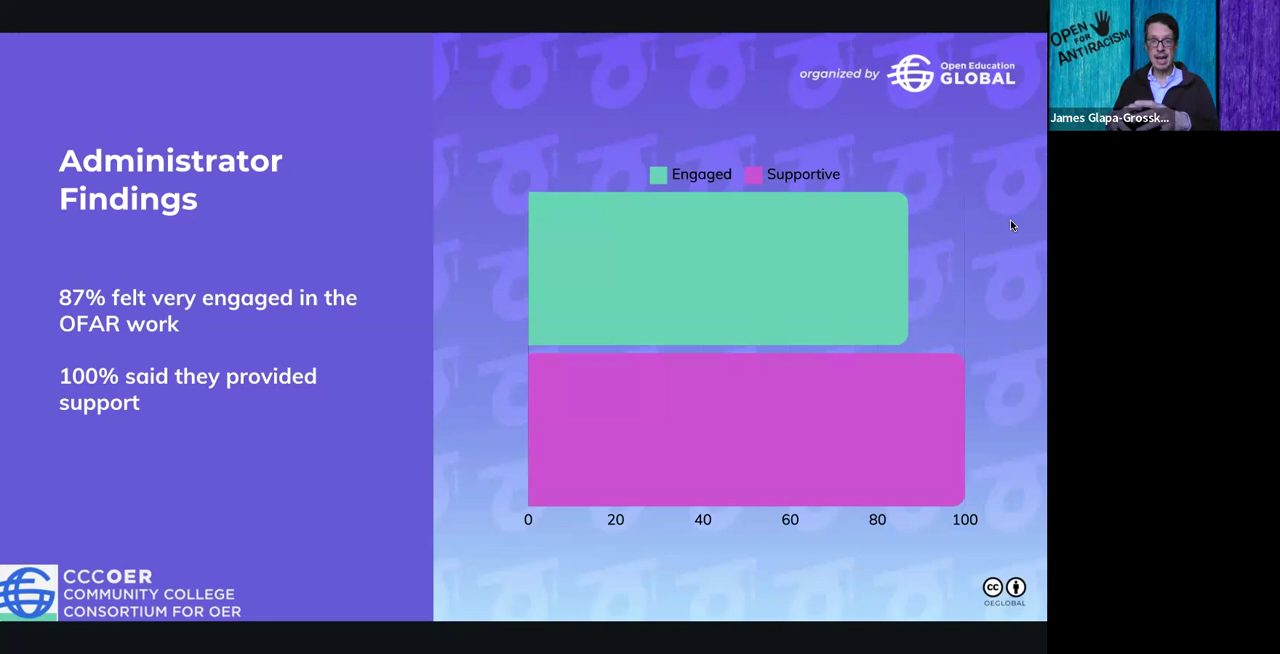 Administrator
Findings
87% felt very engaged in the
OFAR work
100% said they provided
support
CCCOER
COMMUNITY COLLEGE
CONSORTIUM FOR OER
organized by
Open Education
GLOBAL
Engaged
Supportive
0
20
40
60
80
100
cc
OEGLOBAL
OPEN
FOR
ANTIRACISM
James Glapa-Grossk...